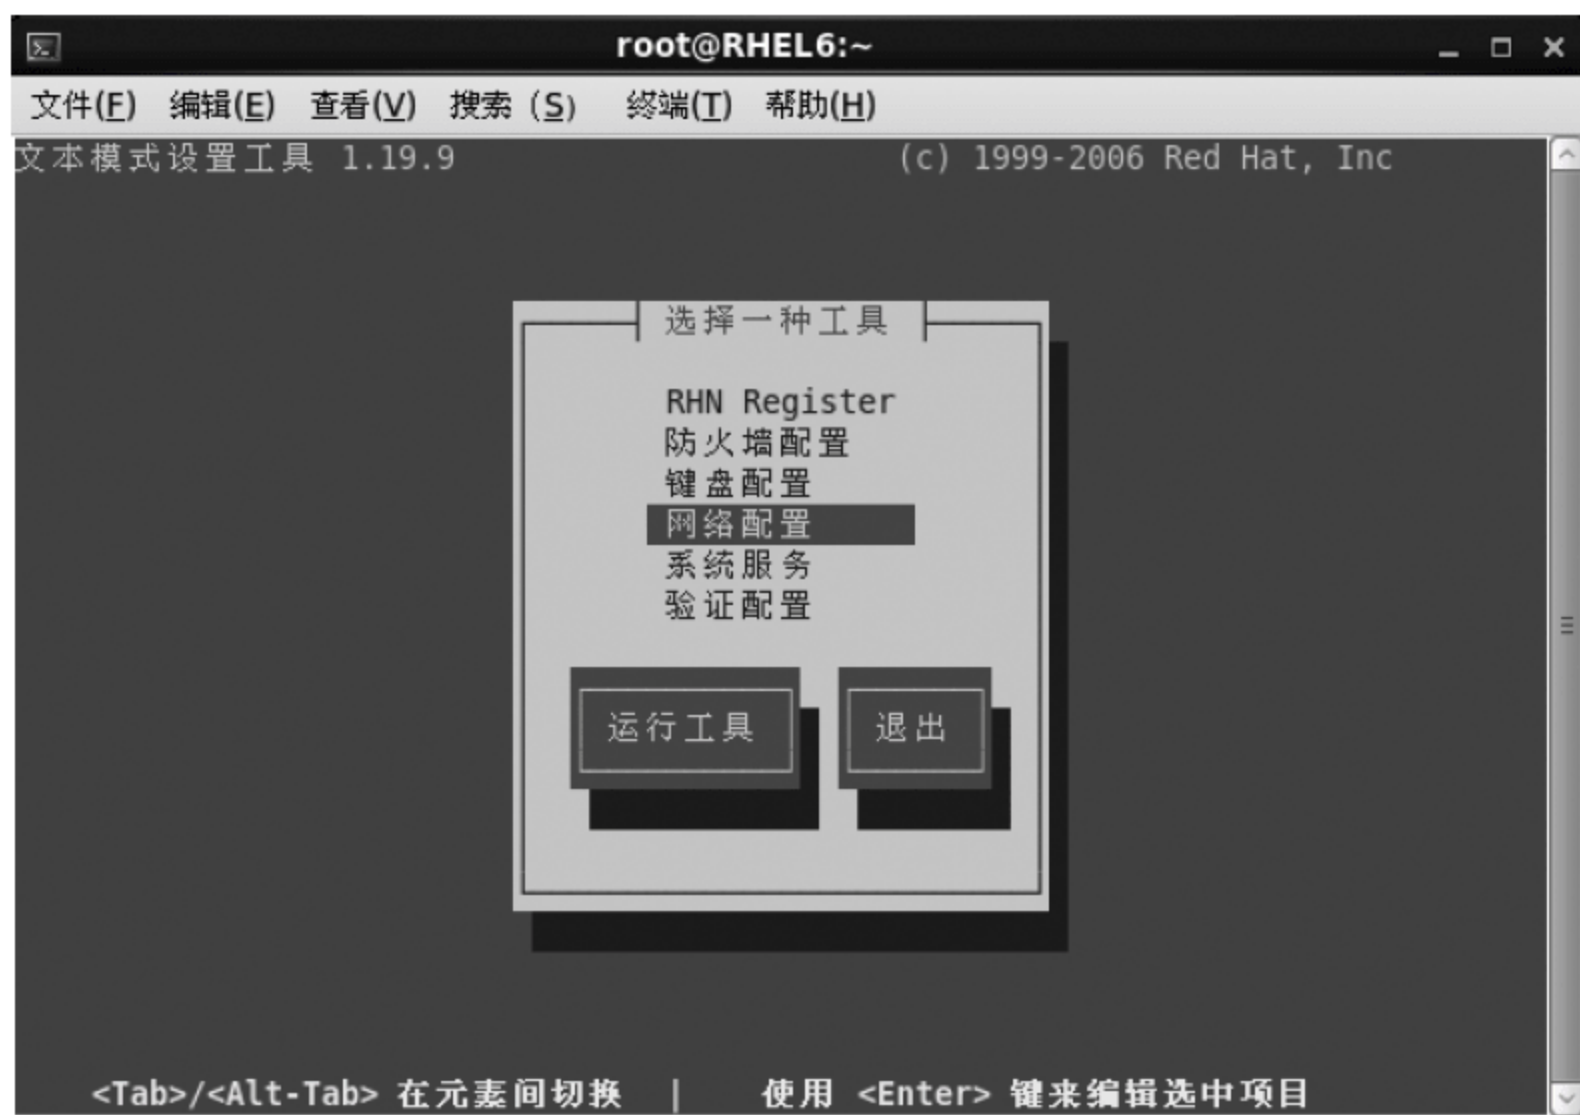 root@RHEL6:~
文件(F) 编辑(E) 查看(V) 搜索 (S) 终端(T) 帮助(H)
文本模式设置工具 1.19.9 (c) 1999-2006 Red Hat, Inc
选择一种工具
RHN Register
防火墙配置
键盘配置
网络配置
系统服务
验证配置
运行工具 退出
<Tab>/<Alt-Tab> 在元素间切换 | 使用 <Enter> 键来编辑选中项目